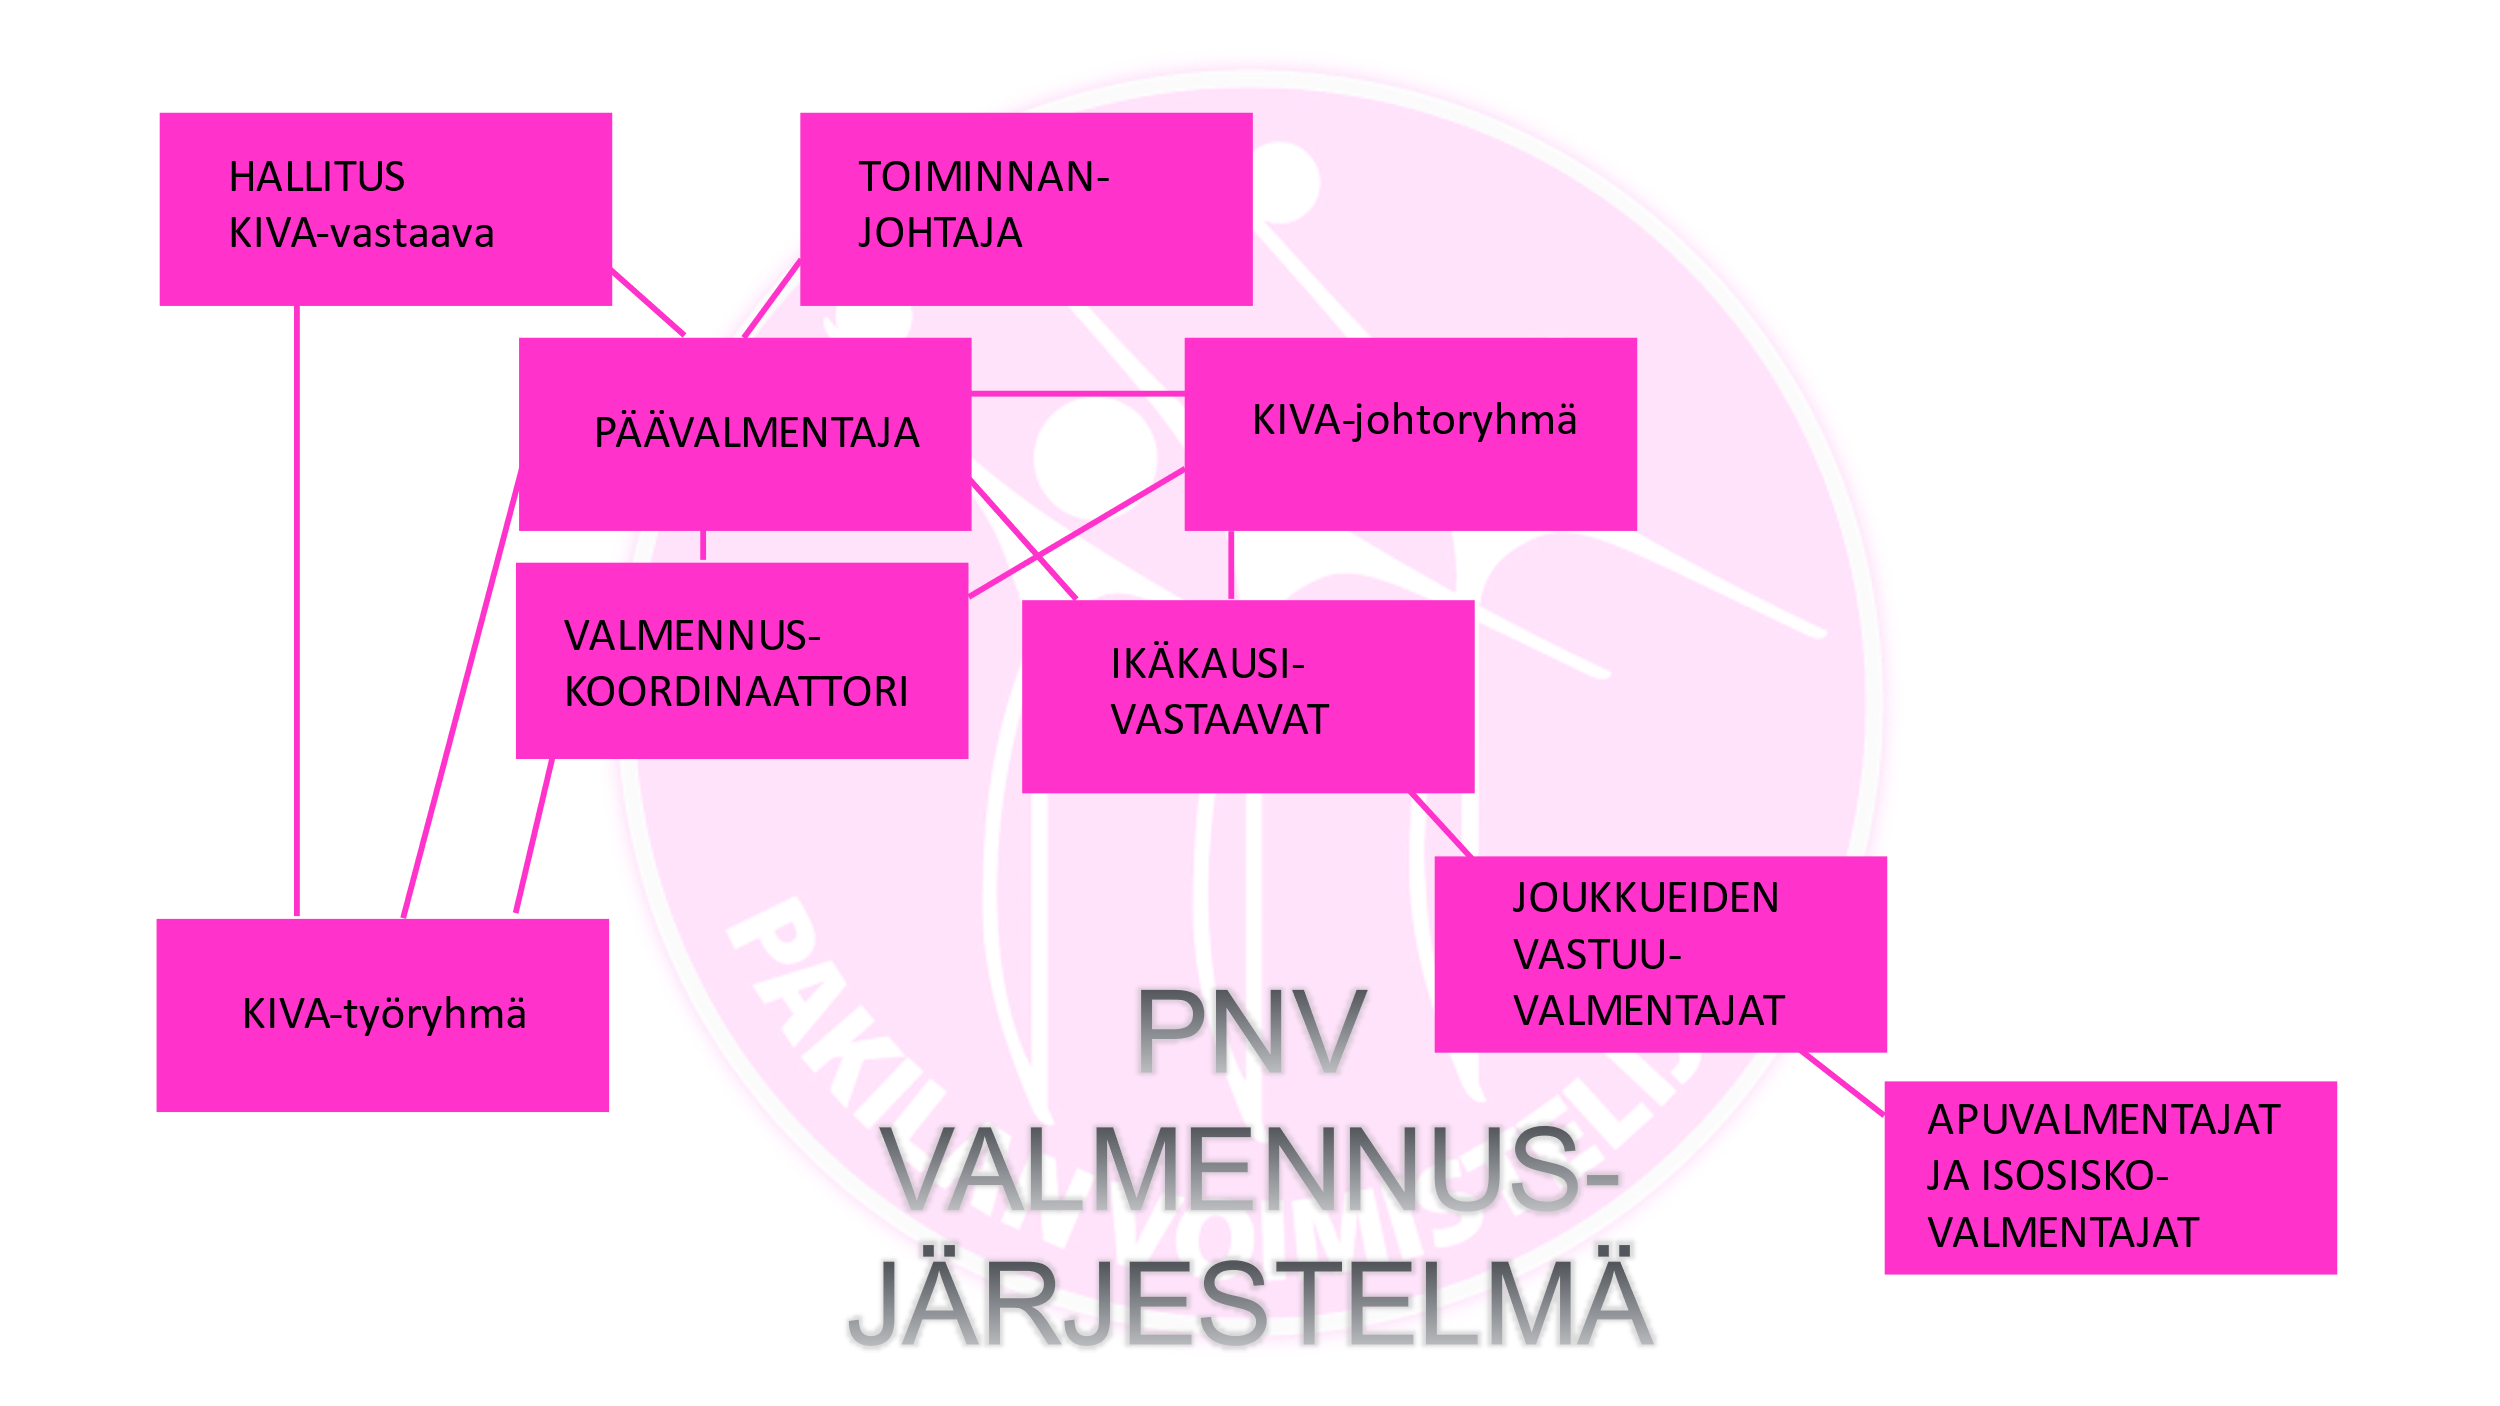 HALLITUS
KIVA-vastaava
TOIMINNAN-
JOHTAJA
PÄÄVALMENTAJA
KIVA-johtoryhmä
VALMENNUS-
KOORDINAATTORI
IKÄKAUSI-
VASTAAVAT
JOUKKUEIDEN
VASTUU-
VALMENTAJAT
KIVA-työryhmä
APUVALMENTAJAT
JA ISOSISKO-
VALMENTAJAT
PNV
VALMENNUS-
JÄRJESTELMÄ
PAKILAN